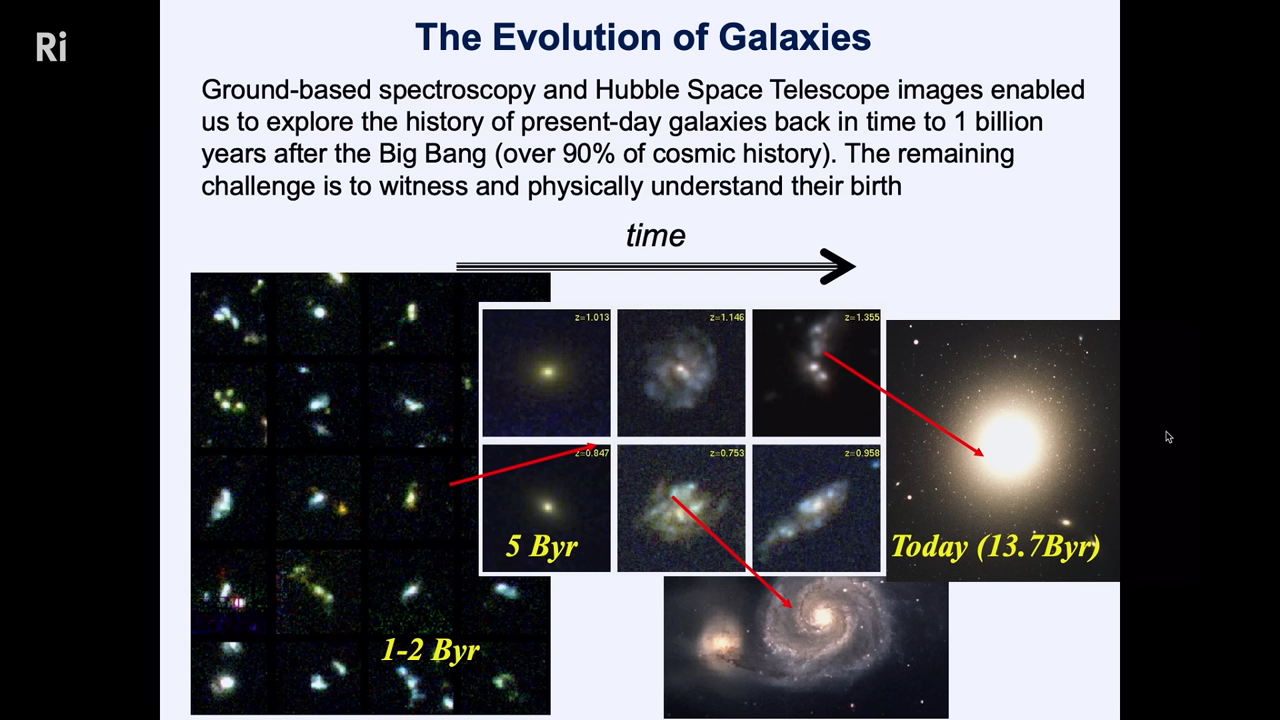 Ri
The Evolution of Galaxies
Ground-based spectroscopy and Hubble Space Telescope images enabled
us to explore the history of present-day galaxies back in time to 1 billion
years after the Big Bang (over 90% of cosmic history). The remaining
challenge is to witness and physically understand their birth
time
z=1.013
z=1.146
z=1.355
z=0.847
z=0.753
z=0.958
5 Byr
Today (13.7Byr)
1-2 Byr